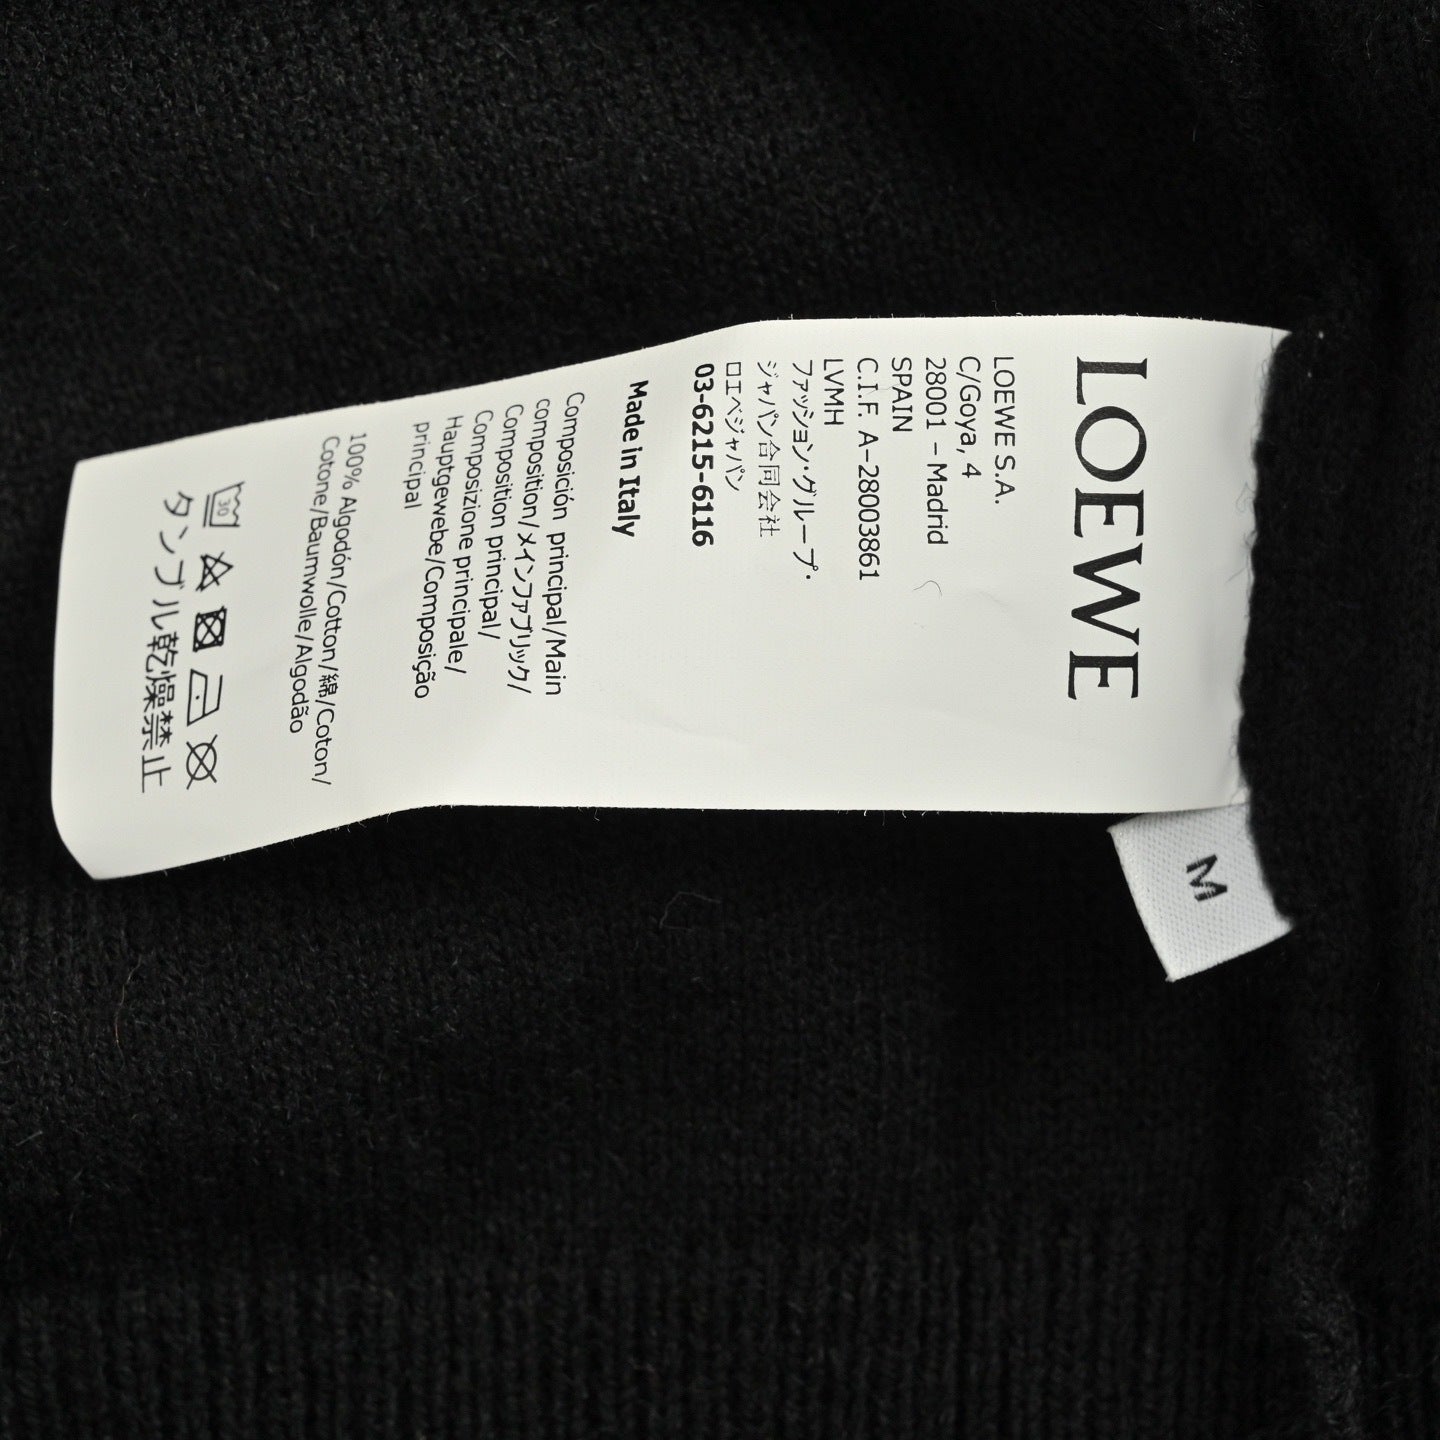 LOEWE
LOEWE S.A.
C/Goya, 4
28001 – Madrid
SPAIN
C.I.F. A-28003861
LVMH
ファッション・グループ・
ジャパン合同会社
ロエベジャパン
03-6215-6116
Made in Italy
Composición principal/Main
composition/メインファブリック/
Composition principal/
Composizione principale/
Hauptgewebe/Composição
principal
100% Algodón/Cotton/綿/Coton/
Cotone/Baumwolle/Algodão
30
タンブル乾燥禁止
M